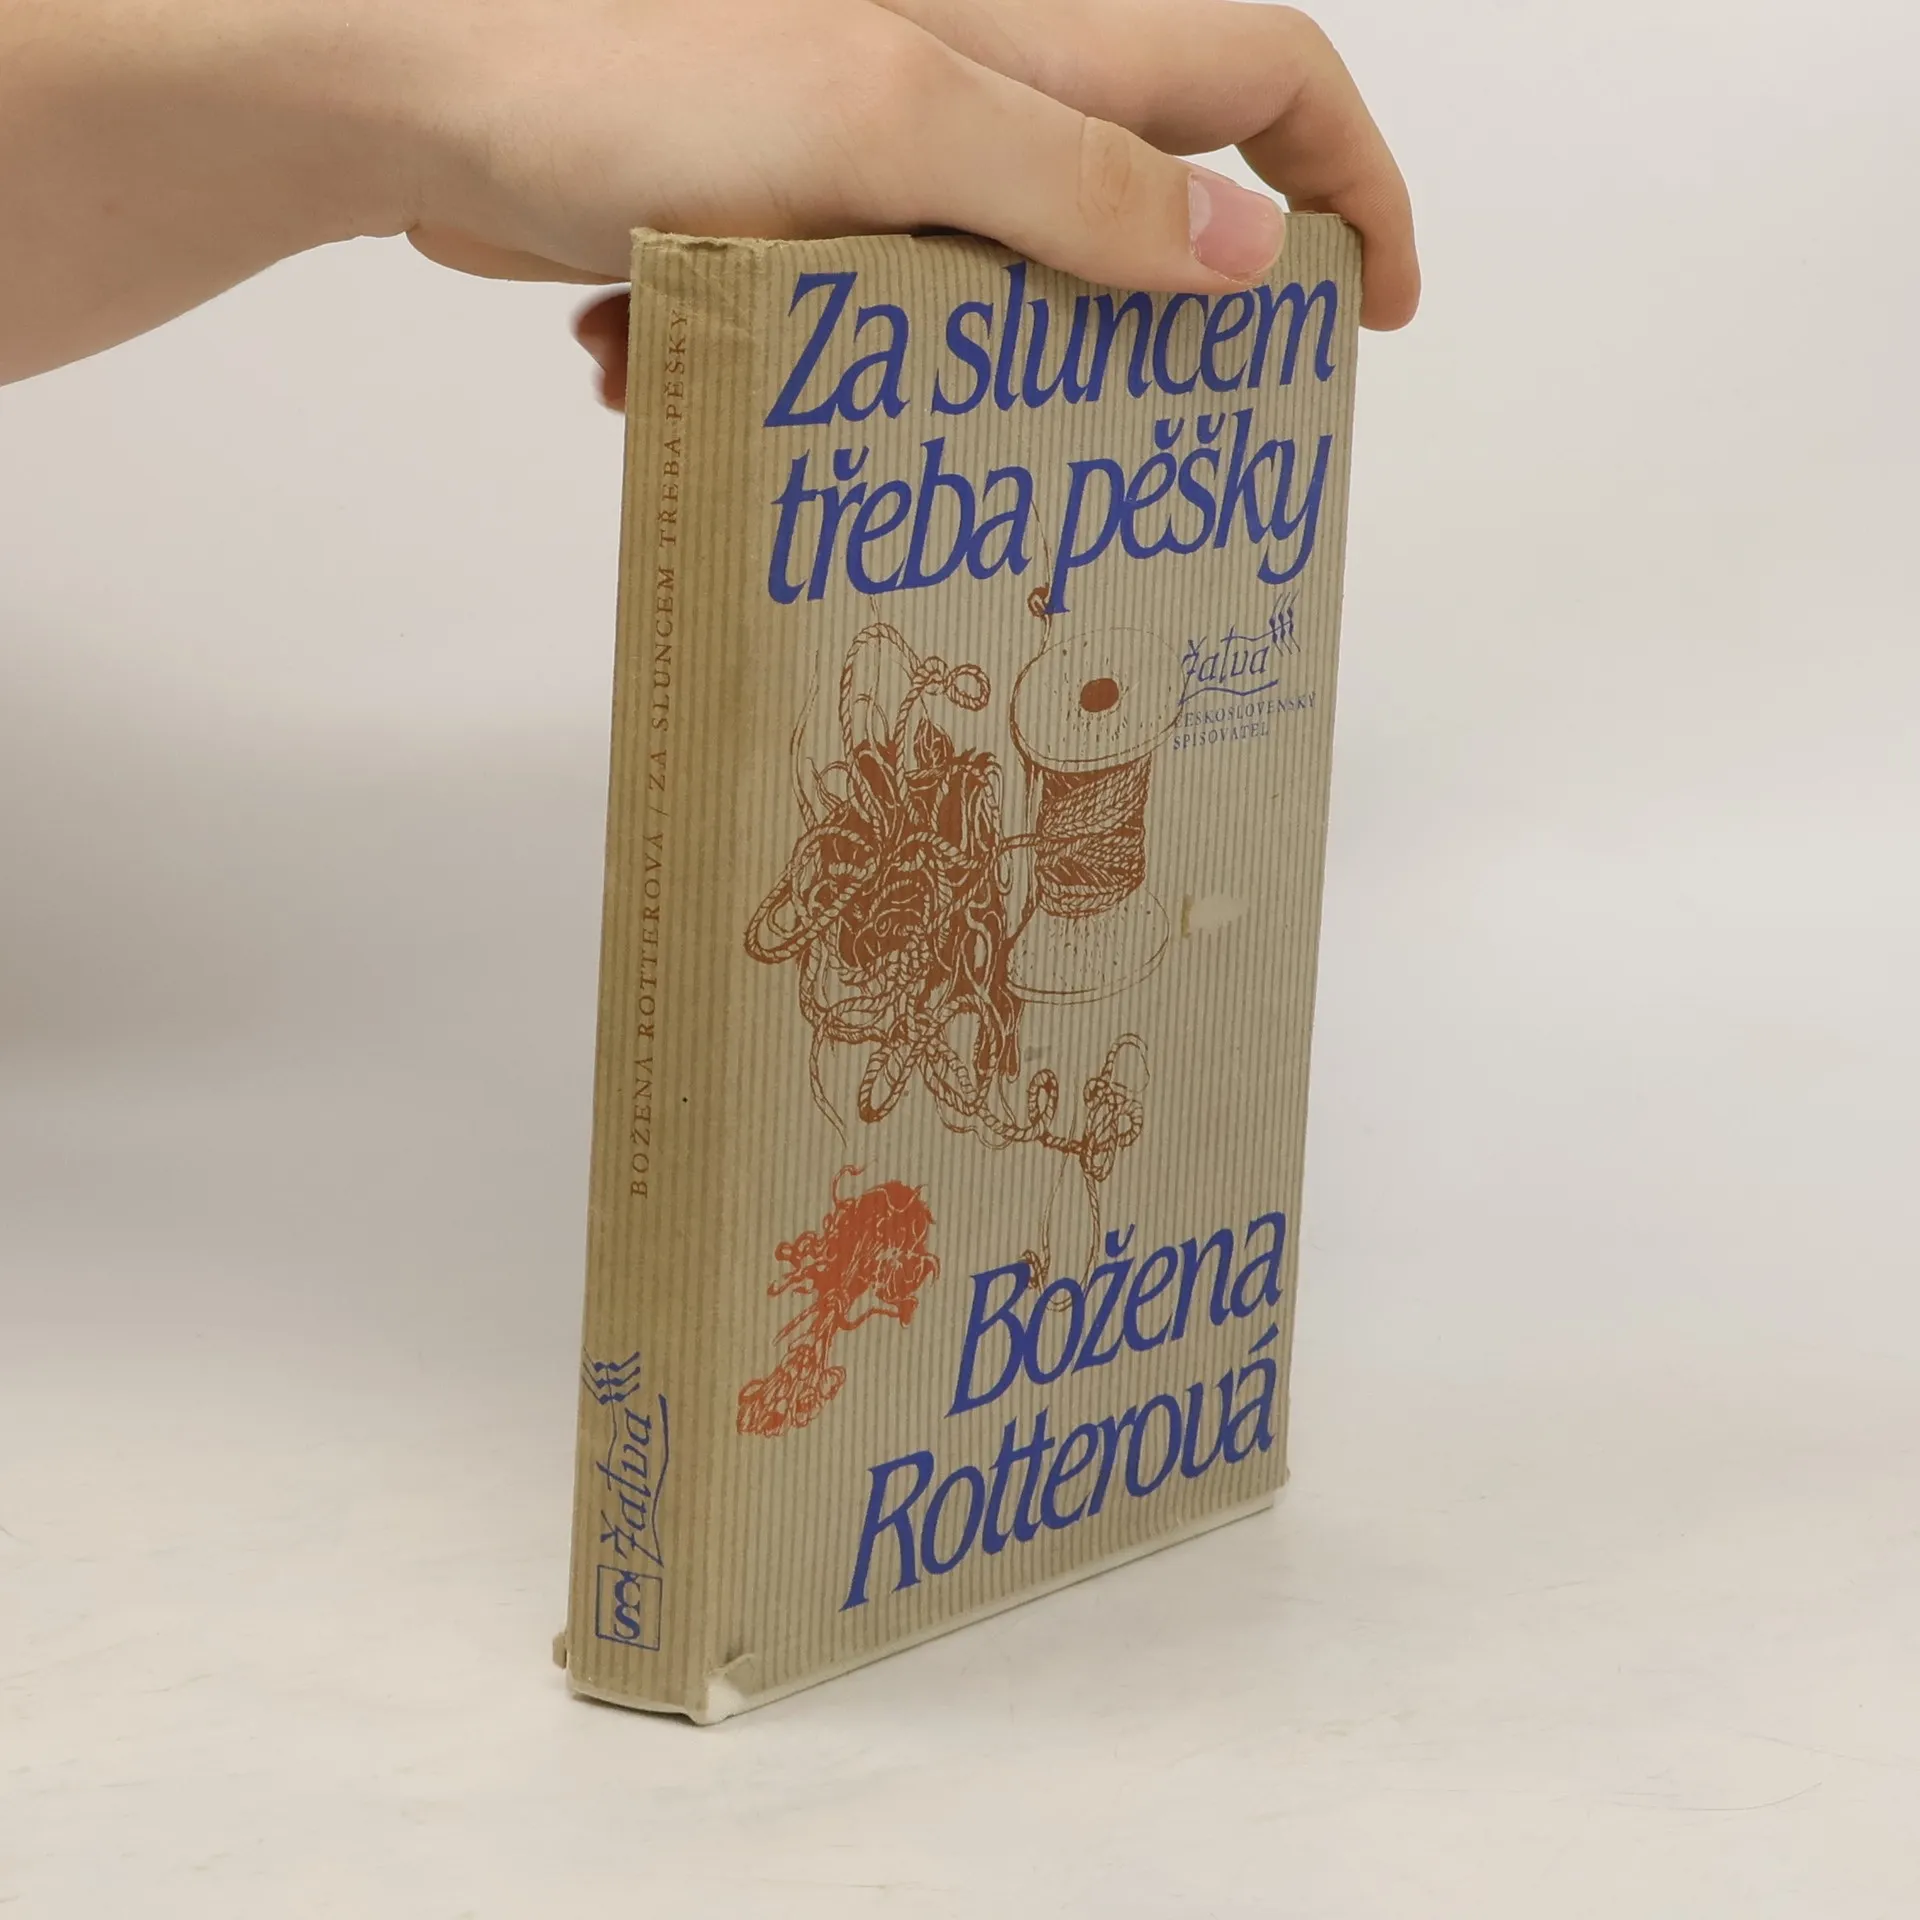 Za sluncem
třeba pěšky
Žatva
ČESKOSLOVENSKÝ
SPISOVATEL
Božena
Rotterová
BOŽENA ROTTEROVÁ / ZA SLUNCEM TŘEBA PĚŠKY
Žatva
ČS